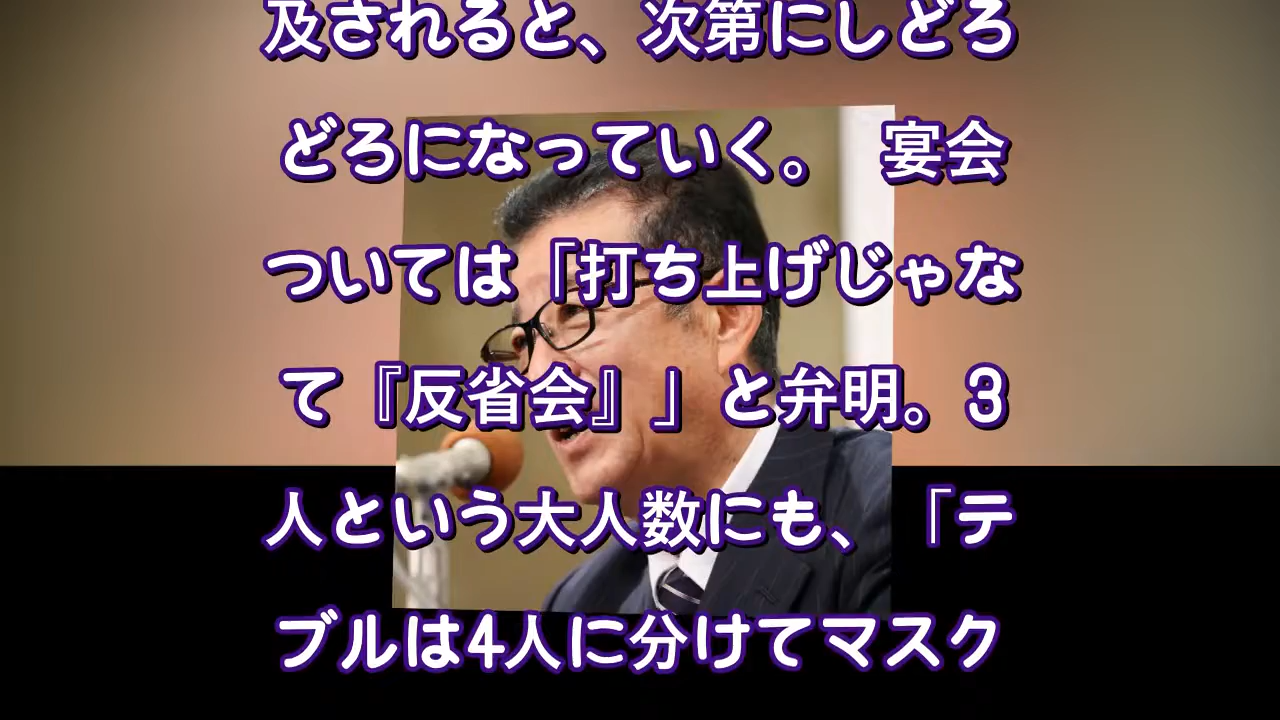 及されると、次第にしどろ
どろになっていく。 宴会
ついては「打ち上げじゃな
て『反省会』」と弁明。３
人という大人数にも、「テ
ブルは4人に分けてマスク